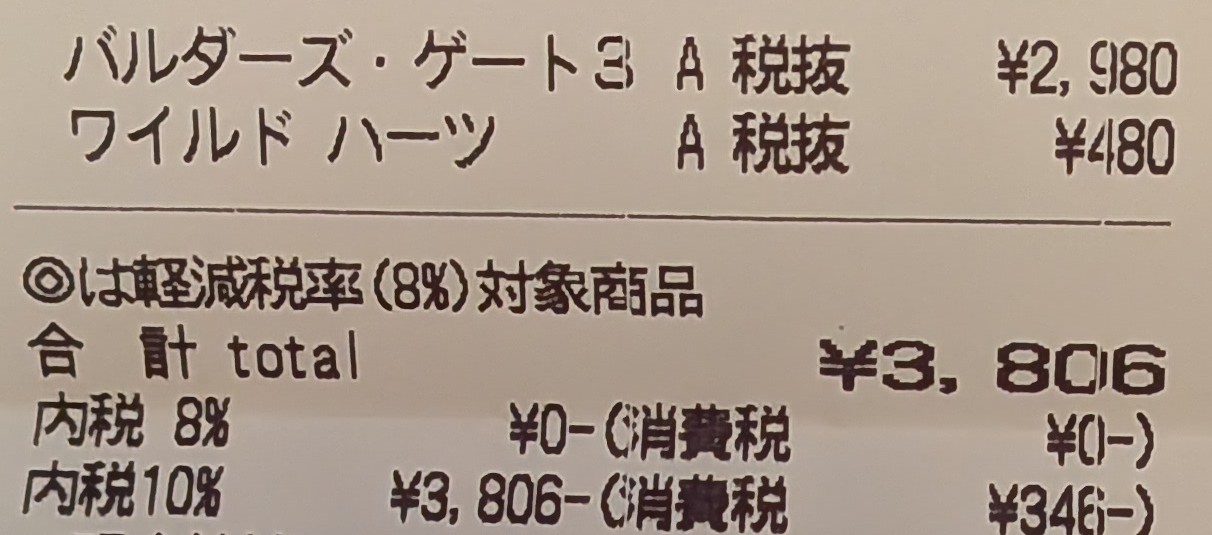 バルダーズ・ゲート3 A 税抜 ¥2,980
ワイルド ハーツ A 税抜 ¥480
◎は軽減税率(8%)対象商品
合 計 total ¥3,806
内税 8% ¥0-(消費税 ¥0-)
内税10% ¥3,806-(消費税 ¥346-)